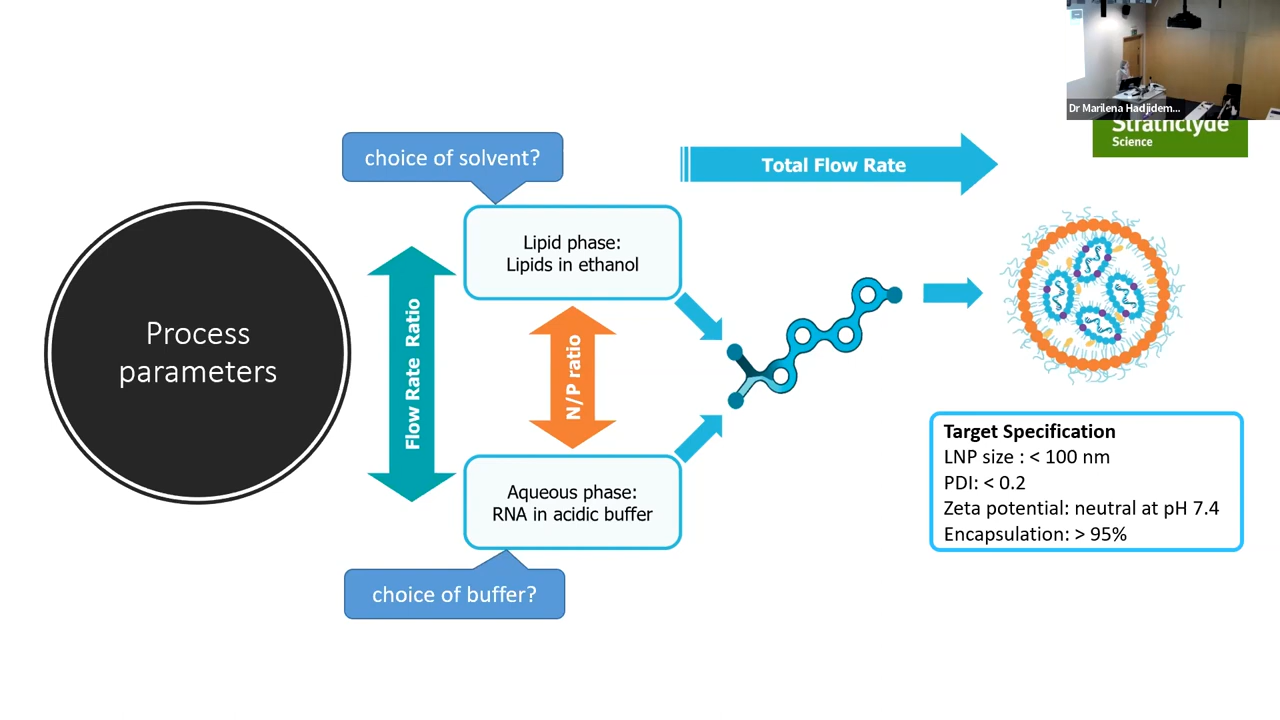 Dr Marilena Hadjidem...
Strathclyde
Science
choice of solvent?
Total Flow Rate
Lipid phase:
Lipids in ethanol
Process
parameters
Flow Rate Ratio
N/P ratio
Aqueous phase:
RNA in acidic buffer
choice of buffer?
Target Specification
LNP size : < 100 nm
PDI: < 0.2
Zeta potential: neutral at pH 7.4
Encapsulation: > 95%